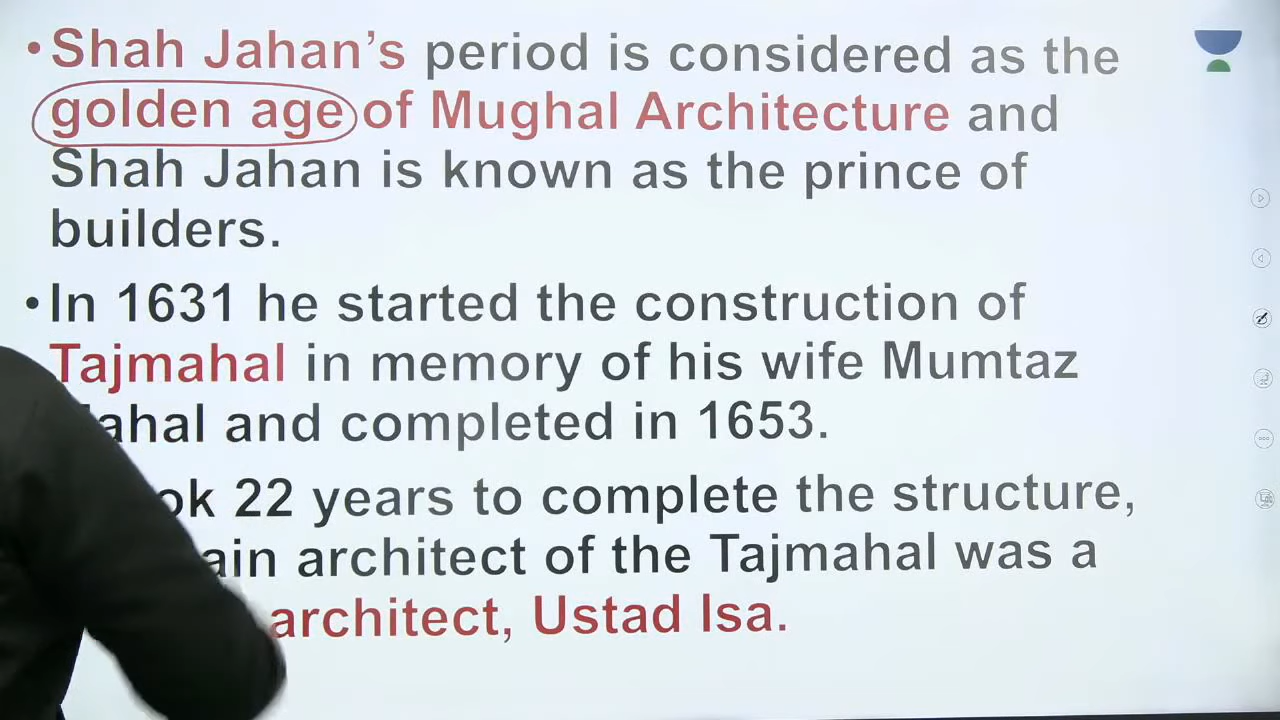 • Shah Jahan's period is considered as the
golden age of Mughal Architecture and
Shah Jahan is known as the prince of
builders.
• In 1631 he started the construction of
Tajmahal in memory of his wife Mumtaz
ahal and completed in 1653.
ok 22 years to complete the structure,
ain architect of the Tajmahal was a
architect, Ustad Isa.